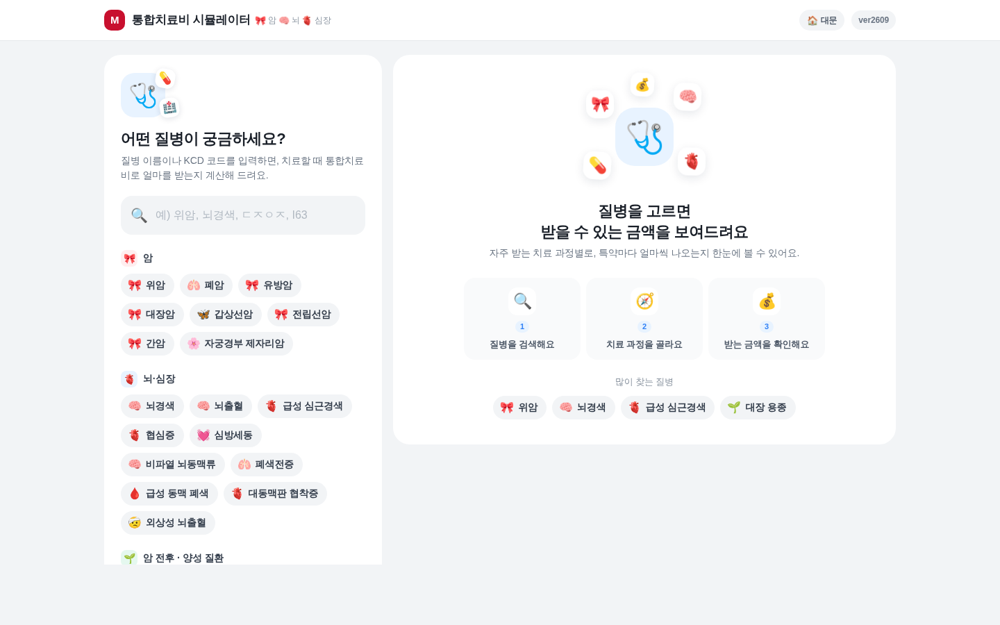 M 통합치료비 시뮬레이터 암 뇌 심장
대문
ver2609
어떤 질병이 궁금하세요?
질병 이름이나 KCD 코드를 입력하면, 치료할 때 통합치료
비로 얼마를 받는지 계산해 드려요.
예) 위암, 뇌경색, ㄷㅈㅇㅈ, I63
암
위암 폐암 유방암
대장암 갑상선암 전립선암
간암 자궁경부 제자리암
뇌·심장
뇌경색 뇌출혈 급성 심근경색
협심증 심방세동
비파열 뇌동맥류 폐색전증
급성 동맥 폐색 대동맥판 협착증
외상성 뇌출혈
암 전후 · 양성 질환
질병을 고르면
받을 수 있는 금액을 보여드려요
자주 받는 치료 과정별로, 특약마다 얼마씩 나오는지 한눈에 볼 수 있어요.
1
질병을 검색해요
2
치료 과정을 골라요
3
받는 금액을 확인해요
많이 찾는 질병
위암 뇌경색 급성 심근경색 대장 용종